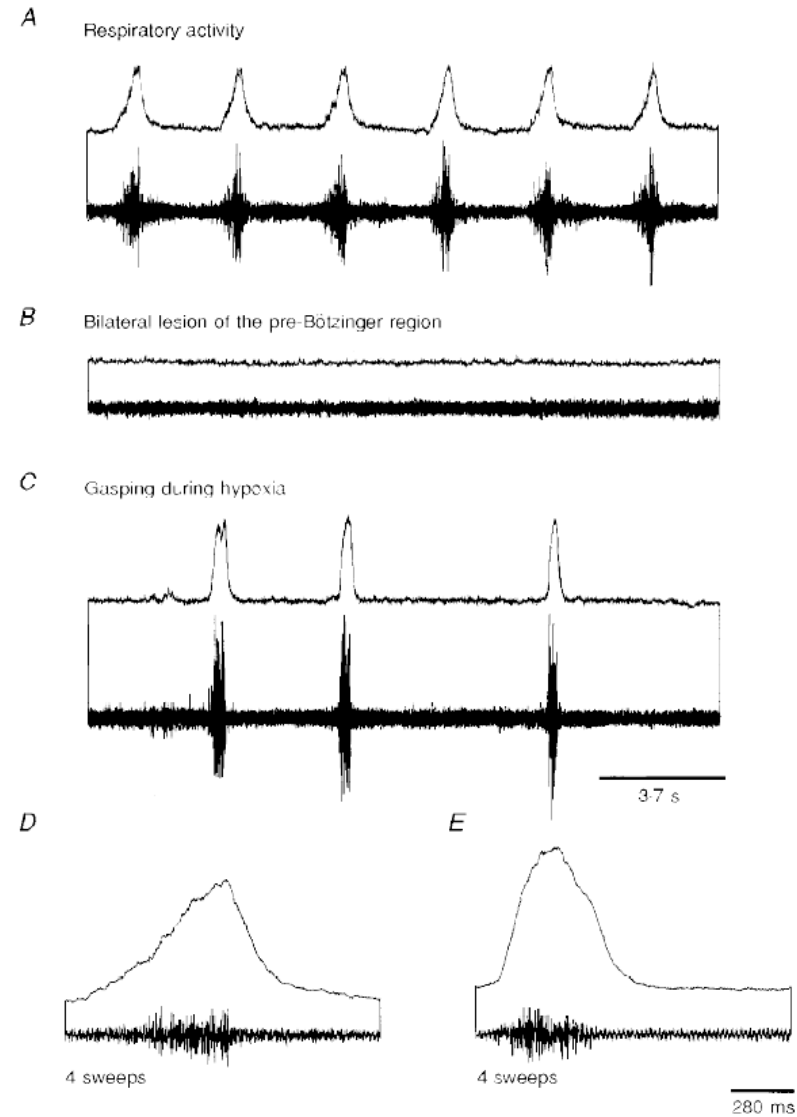 A
Respiratory activity
B
Bilateral lesion of the pre-Bötzinger region
C
Gasping during hypoxia
3·7 s
D
E
4 sweeps
4 sweeps
280 ms